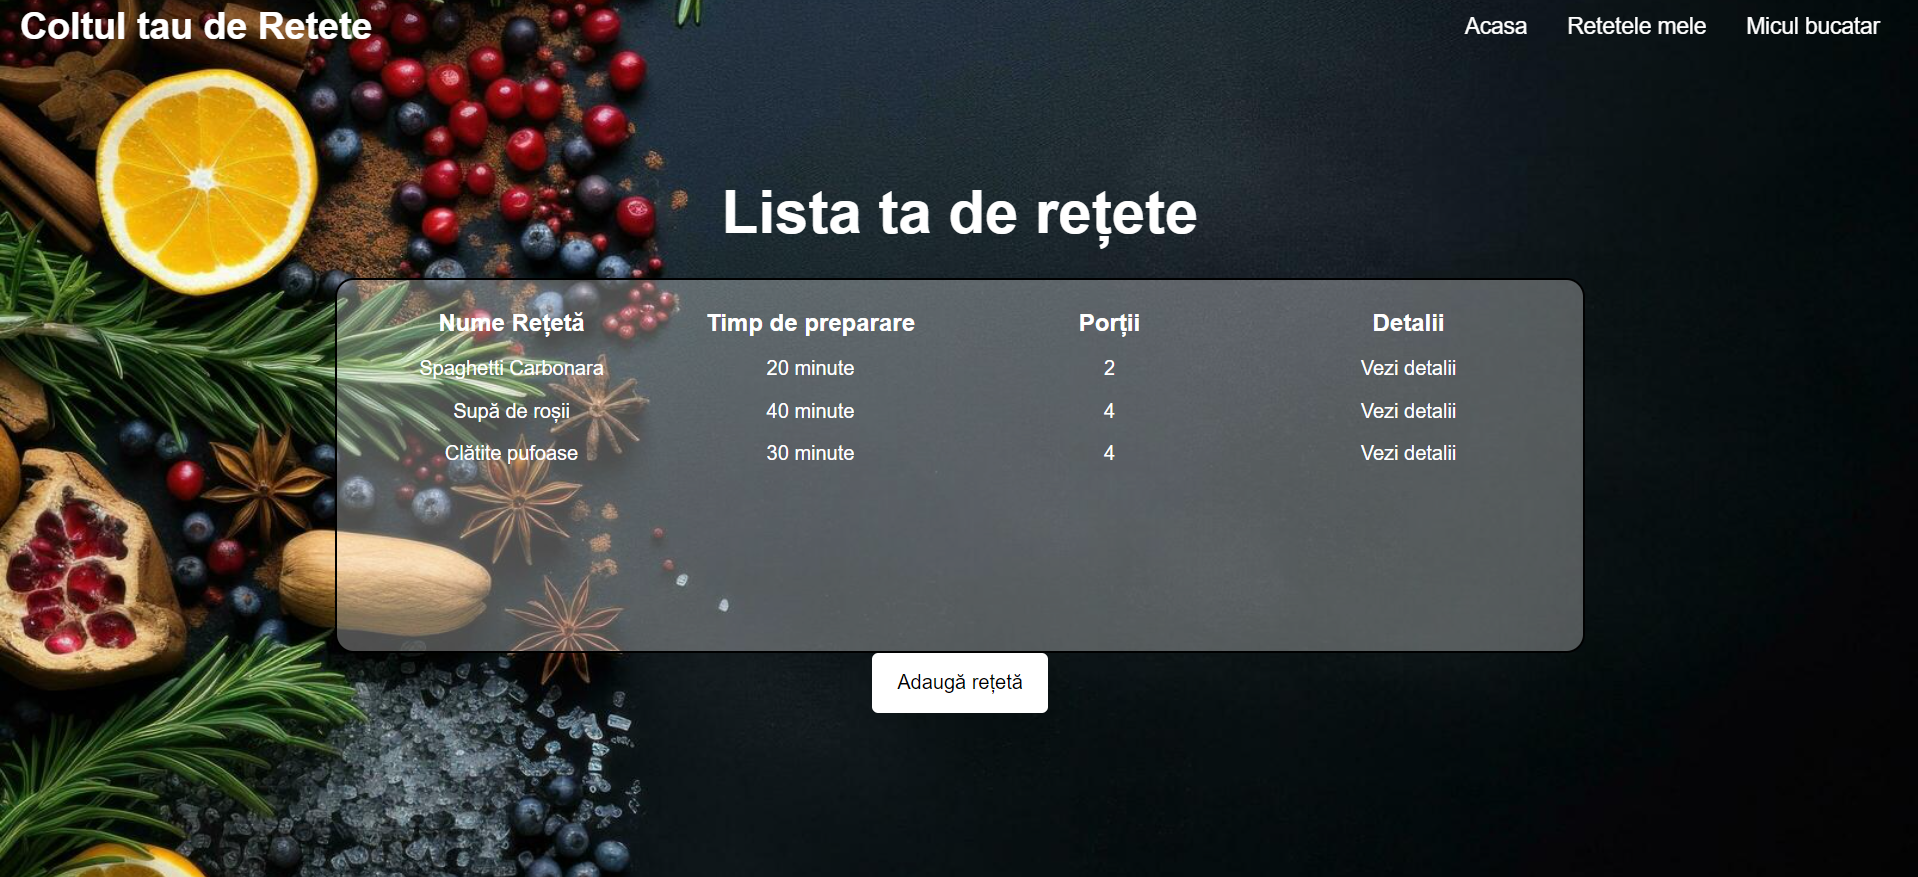 Coltul tau de Retete
Acasa Retetele mele Micul bucatar
Lista ta de rețete
Nume Rețetă Timp de preparare Porții Detalii
Spaghetti Carbonara 20 minute 2 Vezi detalii
Supă de roșii 40 minute 4 Vezi detalii
Clătite pufoase 30 minute 4 Vezi detalii
Adaugă rețetă